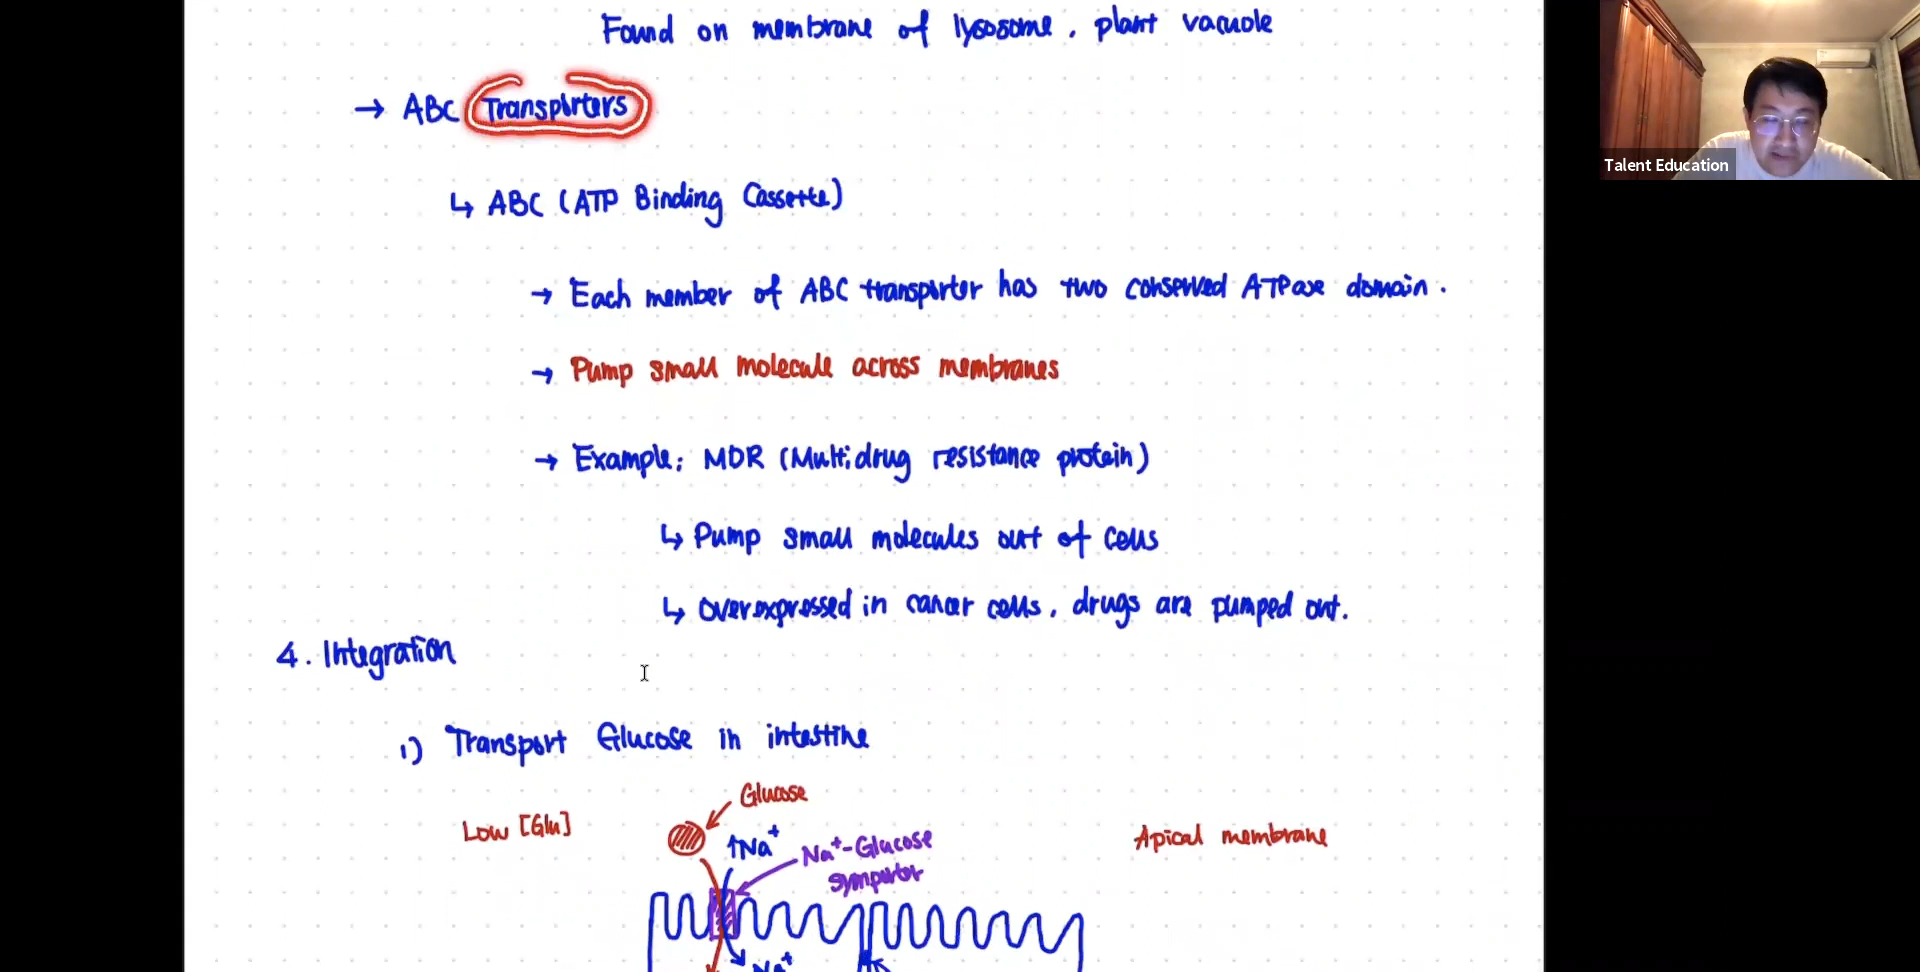 Found on membrane of lysosome, plant vacuole
→ ABC Transporters
↳ ABC (ATP Binding Cassette)
→ Each member of ABC transporter has two conserved ATPase domain.
→ Pump small molecule across membranes
→ Example: MDR (Multidrug resistance protein)
↳ Pump small molecules out of cells
↳ overexpressed in cancer cells, drugs are pumped out.
4. Integration
1) Transport Glucose in intestine
Glucose
Low [Glu]
↑Na⁺
Na⁺-Glucose
symporter
Apical membrane
Na⁺
Talent Education